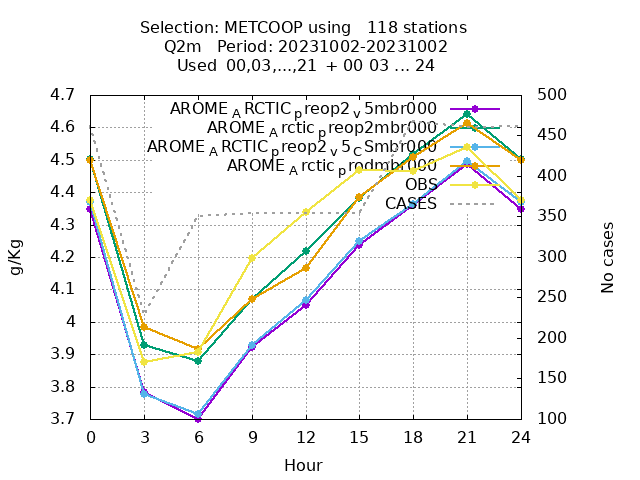 Selection: METCOOP using   118 stations
Q2m   Period: 20231002-20231002
Used  00,03,...,21  + 00 03 ... 24
AROME_ARCTIC_preop2_v5mbr000
AROME_Arctic_preop2mbr000
AROME_ARCTIC_preop2_v5_CSmbr000
AROME_Arctic_prodmbr000
OBS
CASES
4.7
4.6
4.5
4.4
4.3
4.2
4.1
4
3.9
3.8
3.7
g/Kg
500
450
400
350
300
250
200
150
100
No cases
0 3 6 9 12 15 18 21 24
Hour